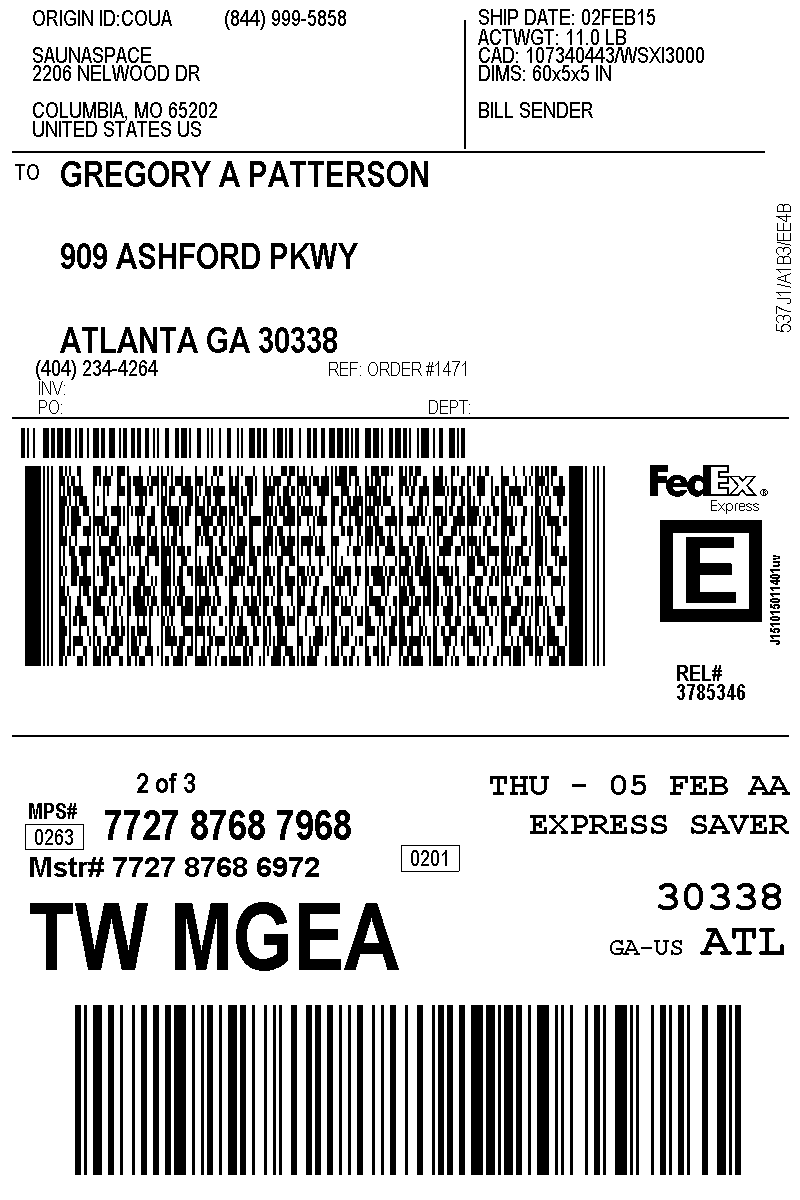 ORIGIN ID:COUA (844) 999-5858
SAUNASPACE
2206 NELWOOD DR
COLUMBIA, MO 65202
UNITED STATES US
SHIP DATE: 02FEB15
ACTWGT: 11.0 LB
CAD: 107340443/WSXI3000
DIMS: 60x5x5 IN
BILL SENDER
TO GREGORY A PATTERSON
909 ASHFORD PKWY
ATLANTA GA 30338
(404) 234-4264 REF: ORDER #1471
INV:
PO: DEPT:
537J1/A1B3/EE4B
FedEx®
Express
E
J151015011401uv
REL#
3785346
2 of 3
MPS# 7727 8768 7968
0263
Mstr# 7727 8768 6972
0201
TW MGEA
THU - 05 FEB AA
EXPRESS SAVER
30338
GA-US ATL